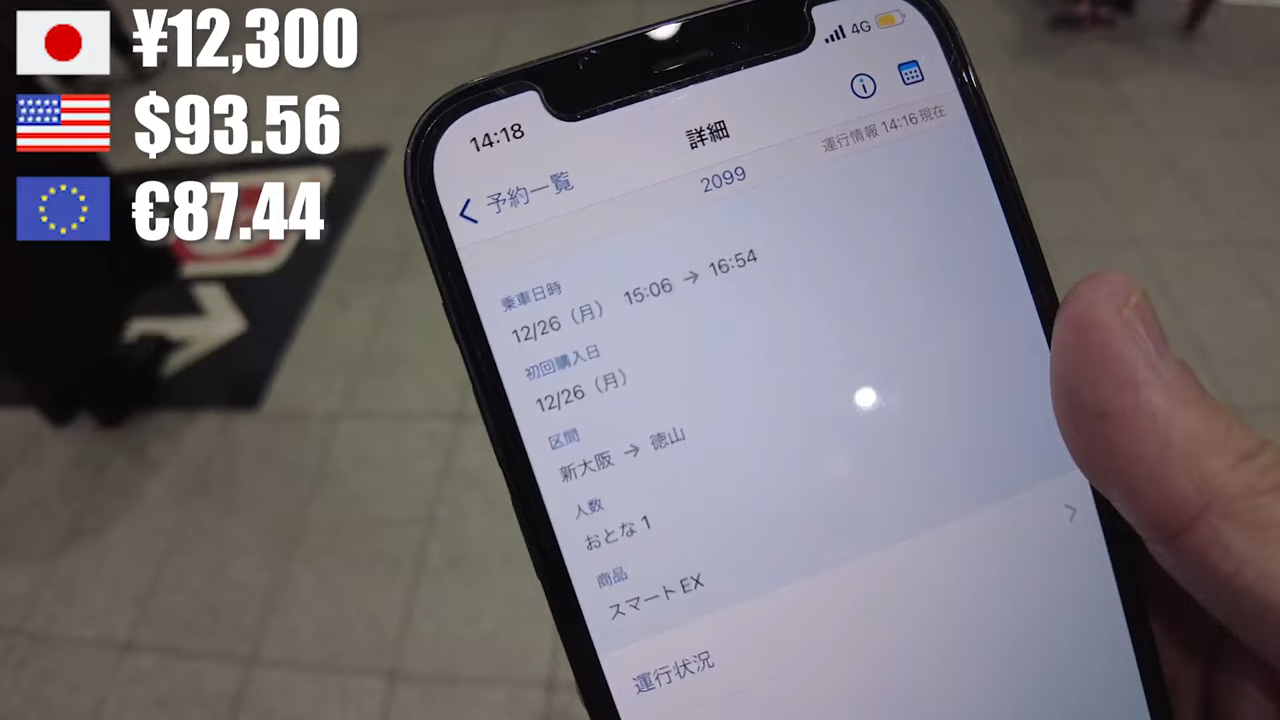 ¥12,300
$93.56
€87.44
14:18
4G
詳細
運行情報 14:16現在
予約一覧
2099
乗車日時
12/26（月） 15:06 → 16:54
初回購入日
12/26（月）
区間
新大阪 → 徳山
人数
おとな 1
商品
スマートEX
運行状況